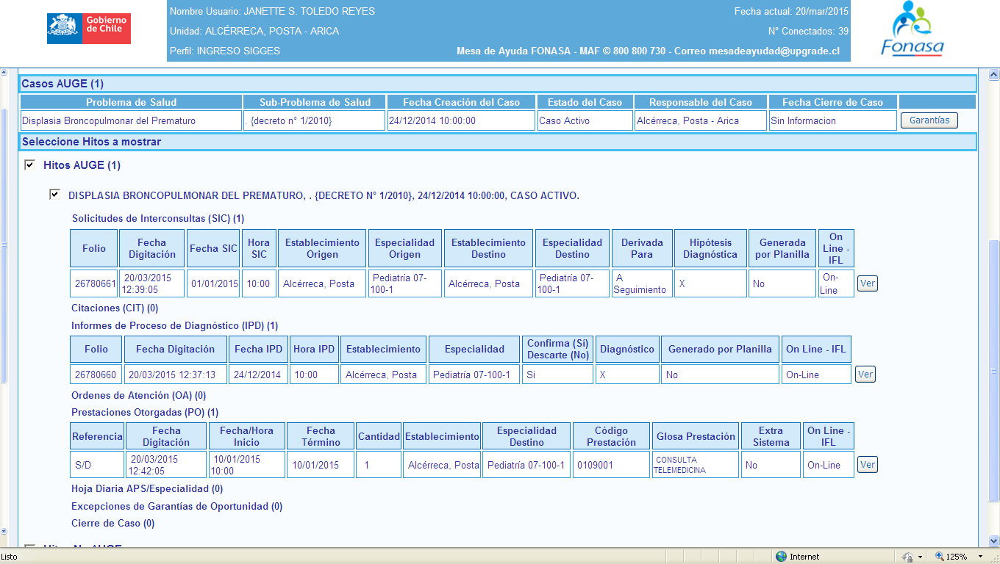 Gobierno de Chile
Nombre Usuario: JANETTE S. TOLEDO REYES
Fecha actual: 20/mar/2015
Unidad: ALCÉRRECA, POSTA - ARICA
N° Conectados: 39
Perfil: INGRESO SIGGES
Mesa de Ayuda FONASA - MAF © 800 800 730 - Correo mesadeayudad@upgrade.cl
Fonasa
Casos AUGE (1)
Problema de Salud Sub-Problema de Salud Fecha Creación del Caso Estado del Caso Responsable del Caso Fecha Cierre de Caso
Displasia Broncopulmonar del Prematuro . {decreto n° 1/2010} 24/12/2014 10:00:00 Caso Activo Alcérreca, Posta - Arica Sin Informacion Garantías
Seleccione Hitos a mostrar
Hitos AUGE (1)
DISPLASIA BRONCOPULMONAR DEL PREMATURO, . {DECRETO N° 1/2010}, 24/12/2014 10:00:00, CASO ACTIVO.
Solicitudes de Interconsultas (SIC) (1)
Folio Fecha Digitación Fecha SIC Hora SIC Establecimiento Origen Especialidad Origen Establecimiento Destino Especialidad Destino Derivada Para Hipótesis Diagnóstica Generada por Planilla On Line - IFL
26780661 20/03/2015 12:39:05 01/01/2015 10:00 Alcérreca, Posta Pediatría 07-100-1 Alcérreca, Posta Pediatría 07-100-1 A Seguimiento X No On-Line Ver
Citaciones (CIT) (0)
Informes de Proceso de Diagnóstico (IPD) (1)
Folio Fecha Digitación Fecha IPD Hora IPD Establecimiento Especialidad Confirma (Sí) Descarte (No) Diagnóstico Generado por Planilla On Line - IFL
26780660 20/03/2015 12:37:13 24/12/2014 10:00 Alcérreca, Posta Pediatría 07-100-1 Si X No On-Line Ver
Ordenes de Atención (OA) (0)
Prestaciones Otorgadas (PO) (1)
Referencia Fecha Digitación Fecha/Hora Inicio Fecha Término Cantidad Establecimiento Especialidad Destino Código Prestación Glosa Prestación Extra Sistema On Line - IFL
S/D 20/03/2015 12:42:05 10/01/2015 10:00 10/01/2015 1 Alcérreca, Posta Pediatría 07-100-1 0109001 CONSULTA TELEMEDICINA No On-Line Ver
Hoja Diaria APS/Especialidad (0)
Excepciones de Garantías de Oportunidad (0)
Cierre de Caso (0)
Listo
Internet
125%